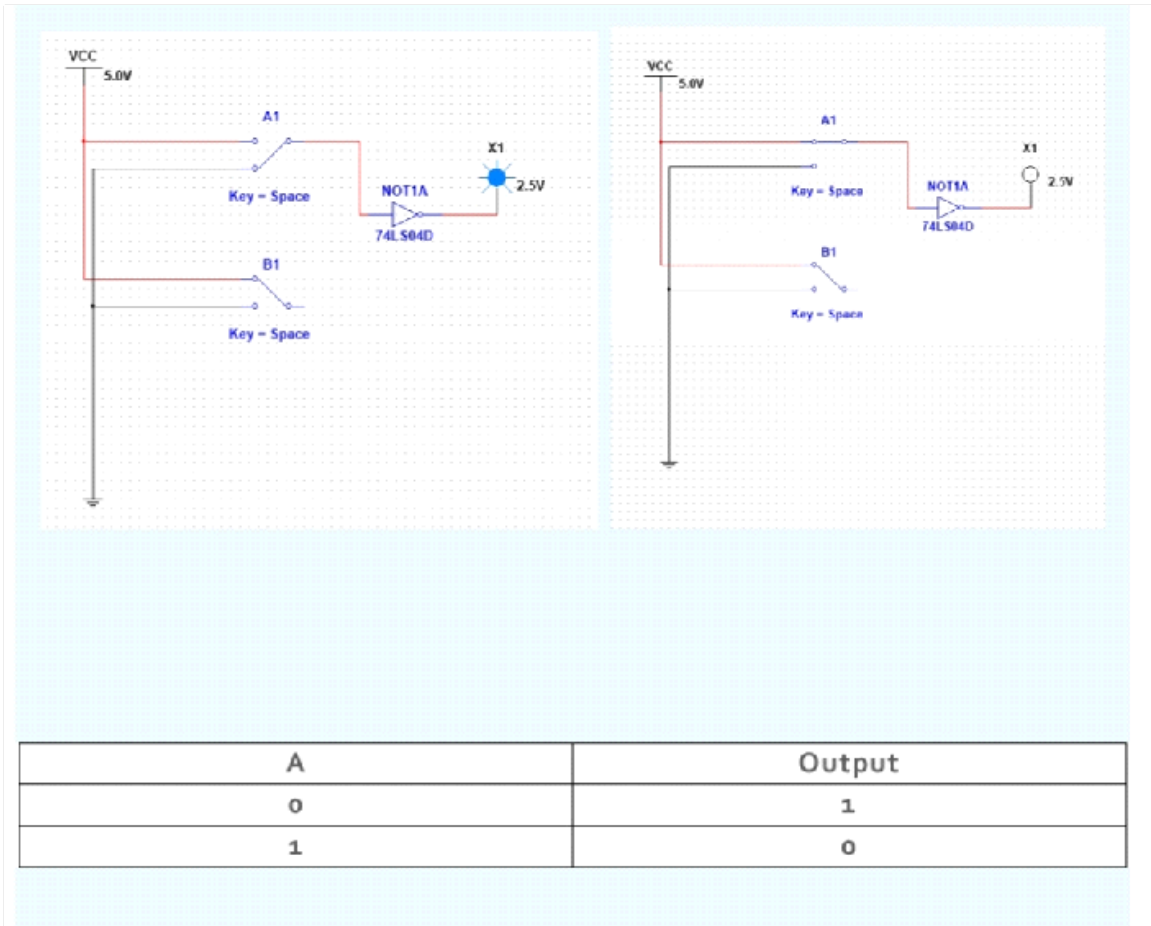 VCC
5.0V
A1
Key = Space
X1
2.5V
NOT1A
74LS04D
B1
Key = Space
VCC
5.0V
A1
Key = Space
X1
2.5V
NOT1A
74LS04D
B1
Key = Space
A Output
0 1
1 0